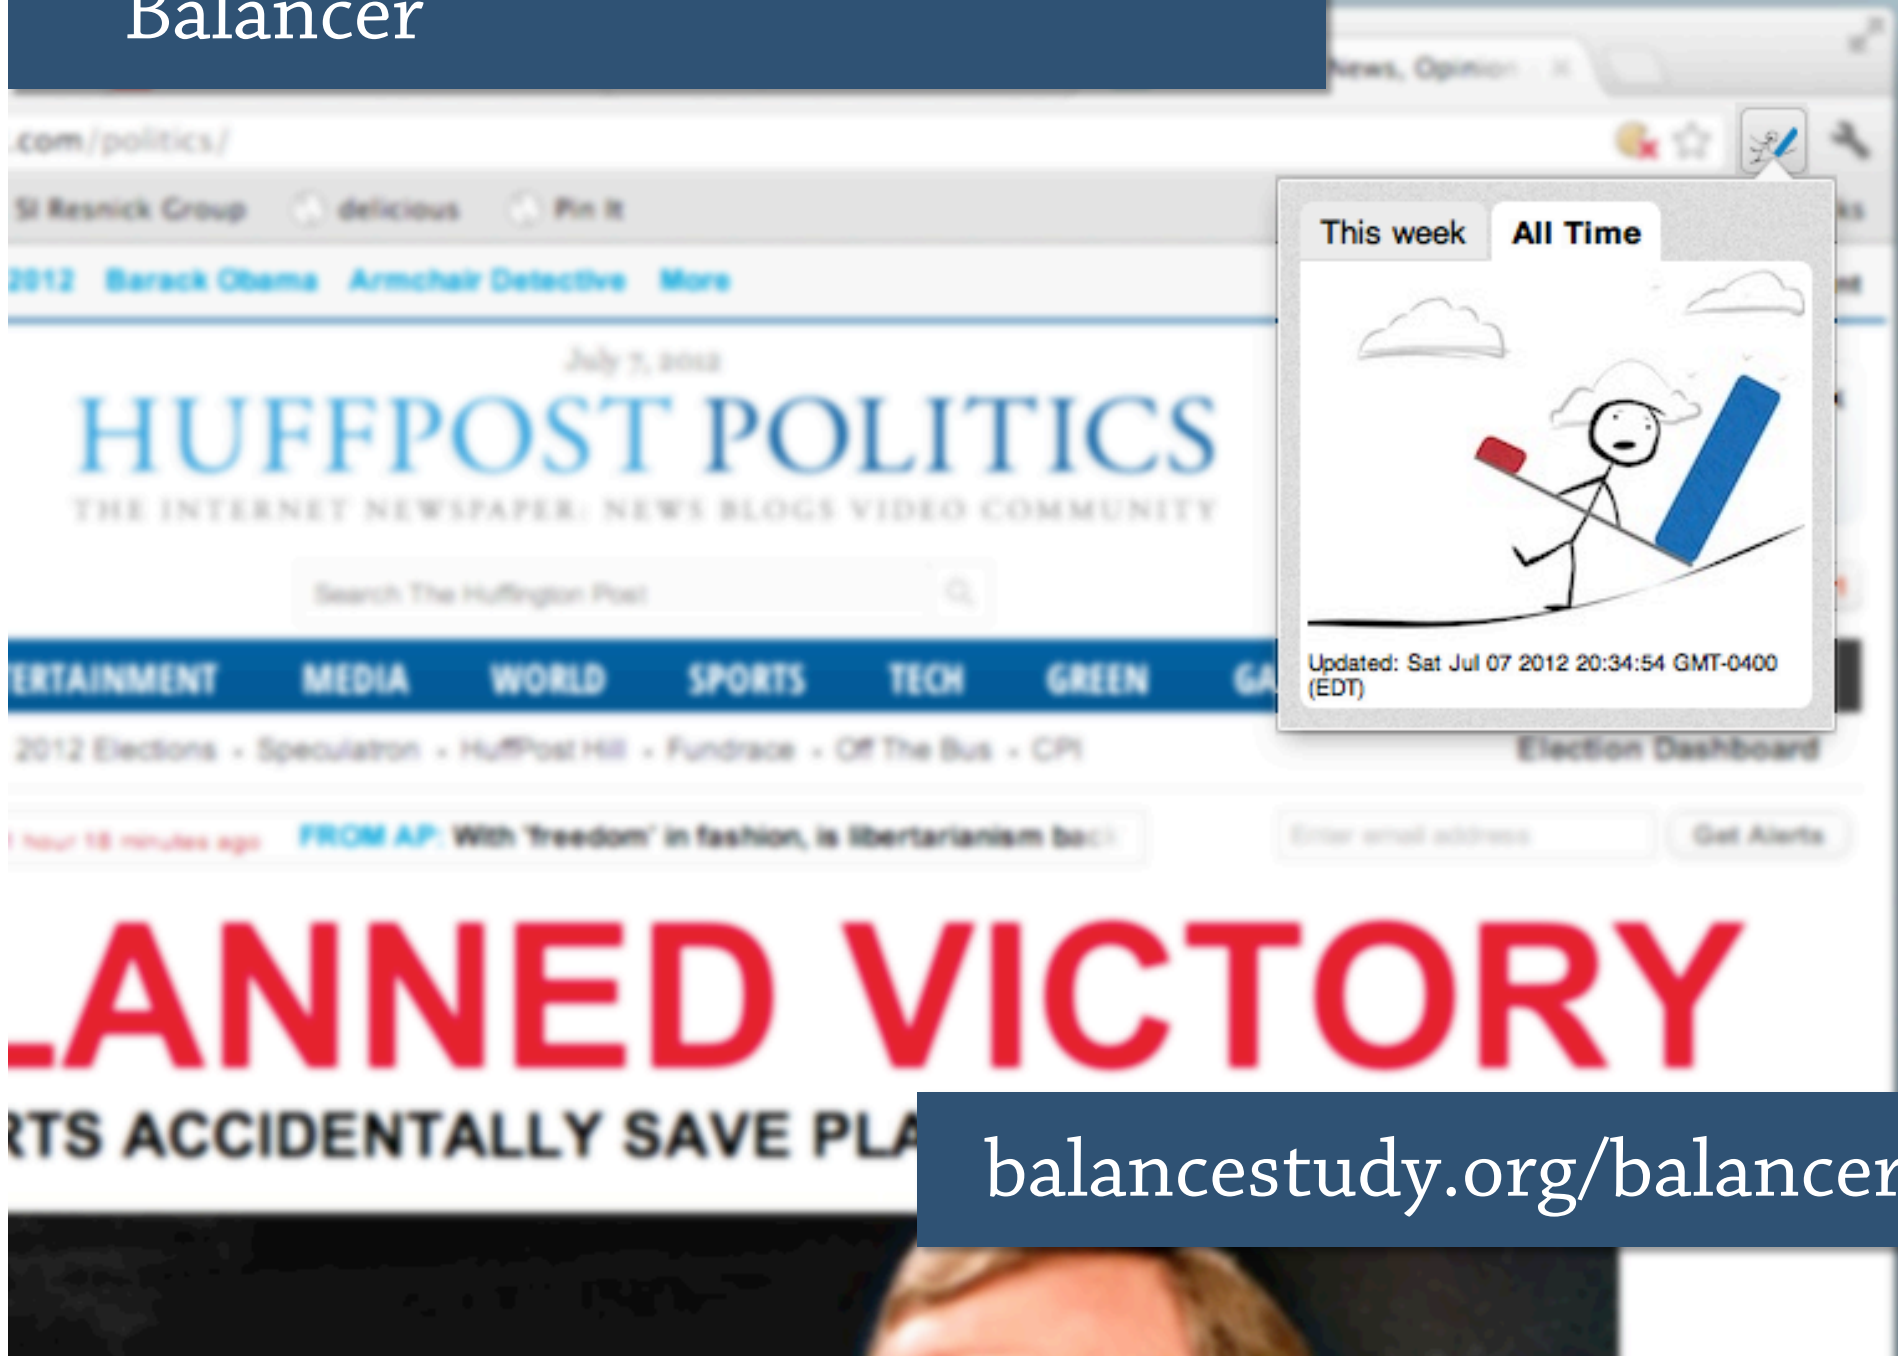 Balancer
News, Opinion
.com/politics/
SI Resnick Group delicious Pin It
This week All Time
2012 Barack Obama Armchair Detective More
July 7, 2012
HUFFPOST POLITICS
THE INTERNET NEWSPAPER: NEWS BLOGS VIDEO COMMUNITY
Search The Huffington Post
Updated: Sat Jul 07 2012 20:34:54 GMT-0400
(EDT)
ERTAINMENT MEDIA WORLD SPORTS TECH GREEN GA
2012 Elections • Speculatron • HuffPost Hill • Fundrace • Off The Bus • CPI
Election Dashboard
1 hour 18 minutes ago FROM AP: With 'freedom' in fashion, is libertarianism back
Enter email address Get Alerts
LANNED VICTORY
RTS ACCIDENTALLY SAVE PLA
balancestudy.org/balancer